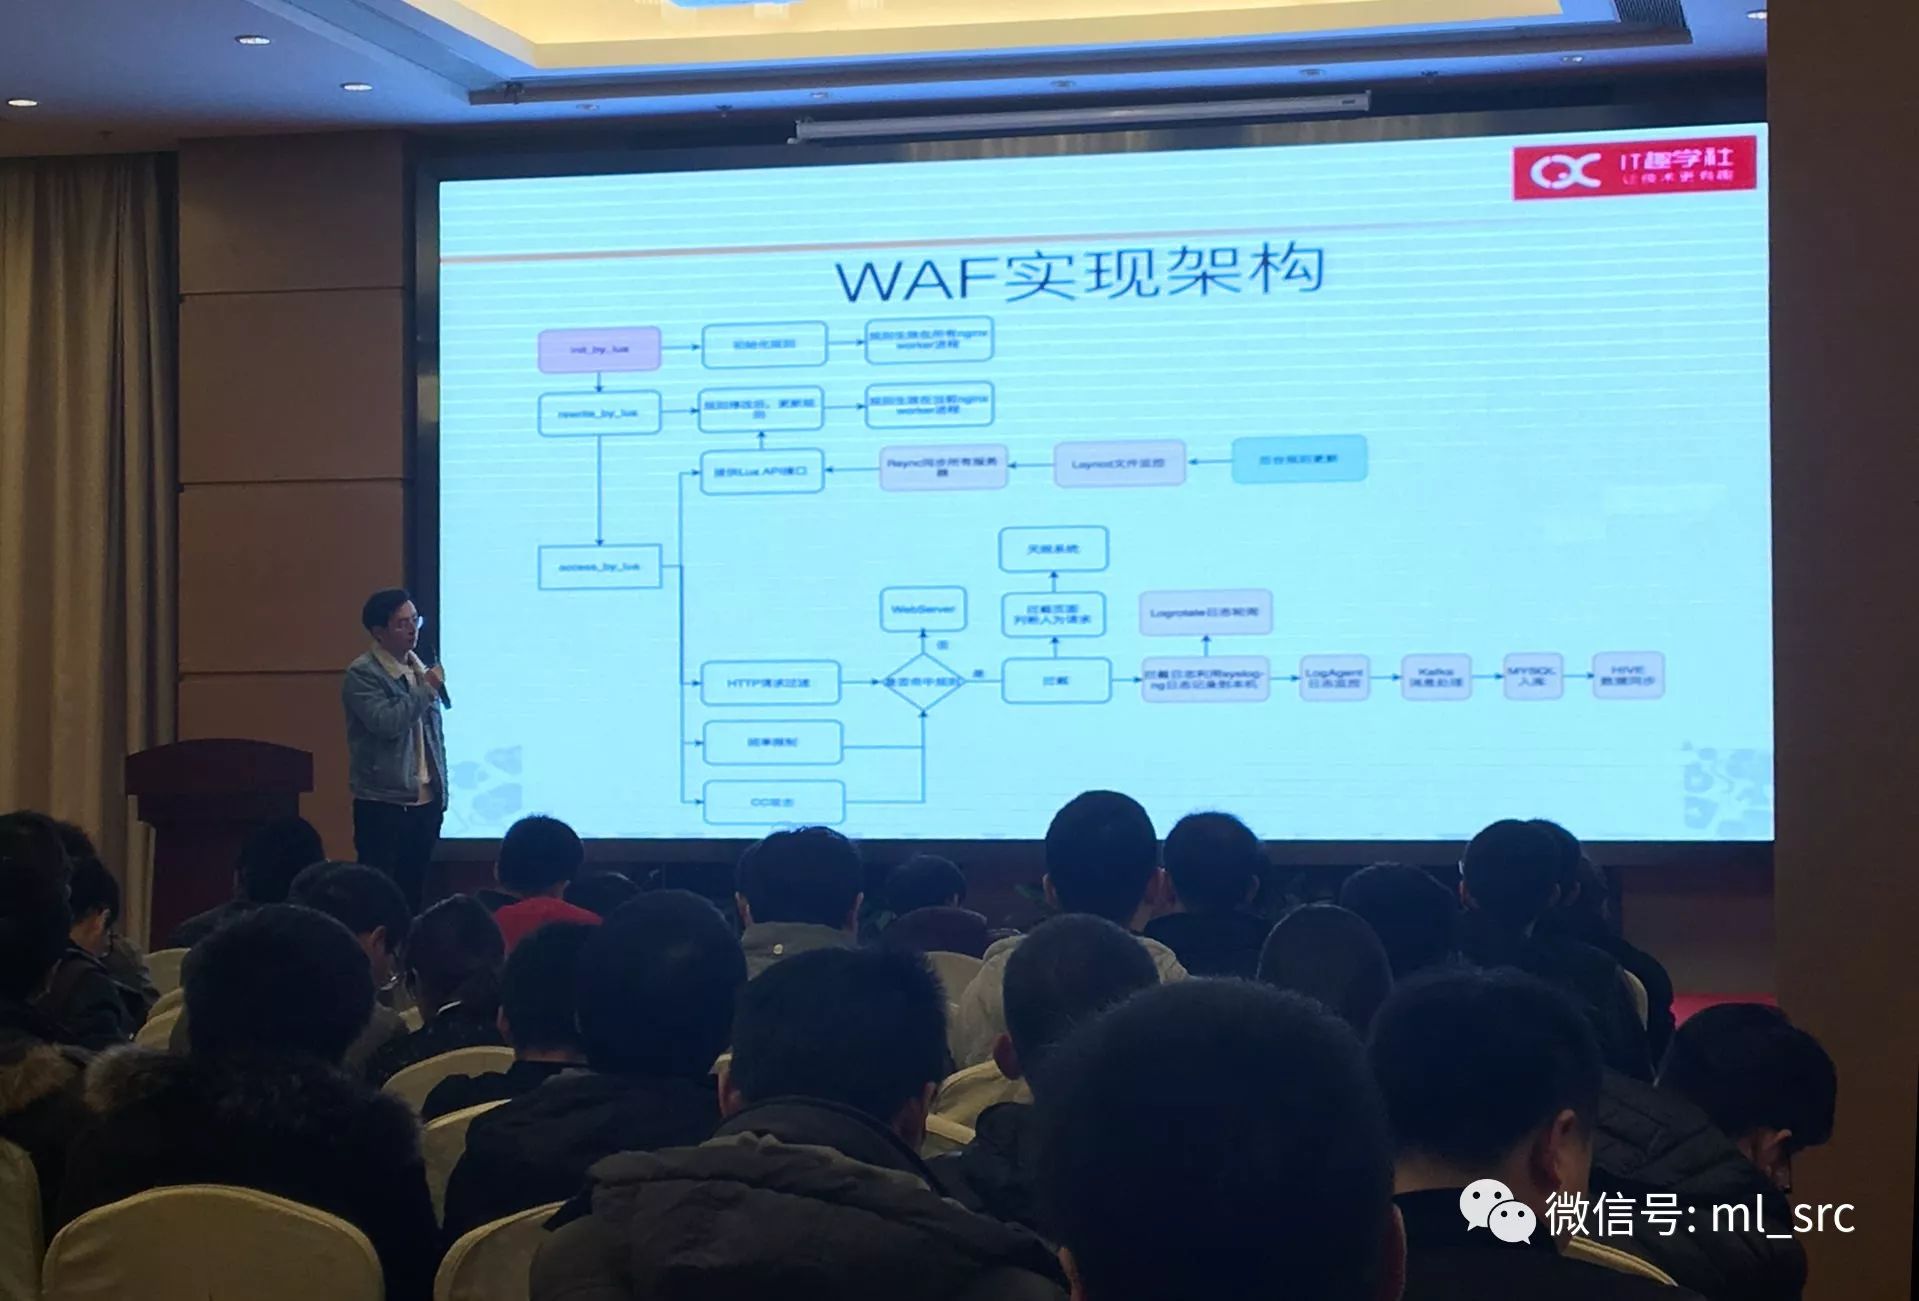 IT趣学社
让技术更有趣
WAF实现架构
init_by_lua
初始化规则
规则生效在所有nginx
worker进程
rewrite_by_lua
规则修改后，更新规
则
规则生效在当前nginx
worker进程
提供Lua API接口
Rsync同步所有服务
器
文件监控
后台规则更新
access_by_lua
天眼系统
WebServer
拦截页面
判断人为请求
Logrotate日志轮询
否
HTTP请求过滤
是否命中规则
是
拦截
拦截日志利用syslog-
ng日志记录到本机
LogAgent
日志监控
Kafka
消息处理
MYSQL
入库
HIVE
数据同步
频率限制
CC攻击
微信号: ml_src